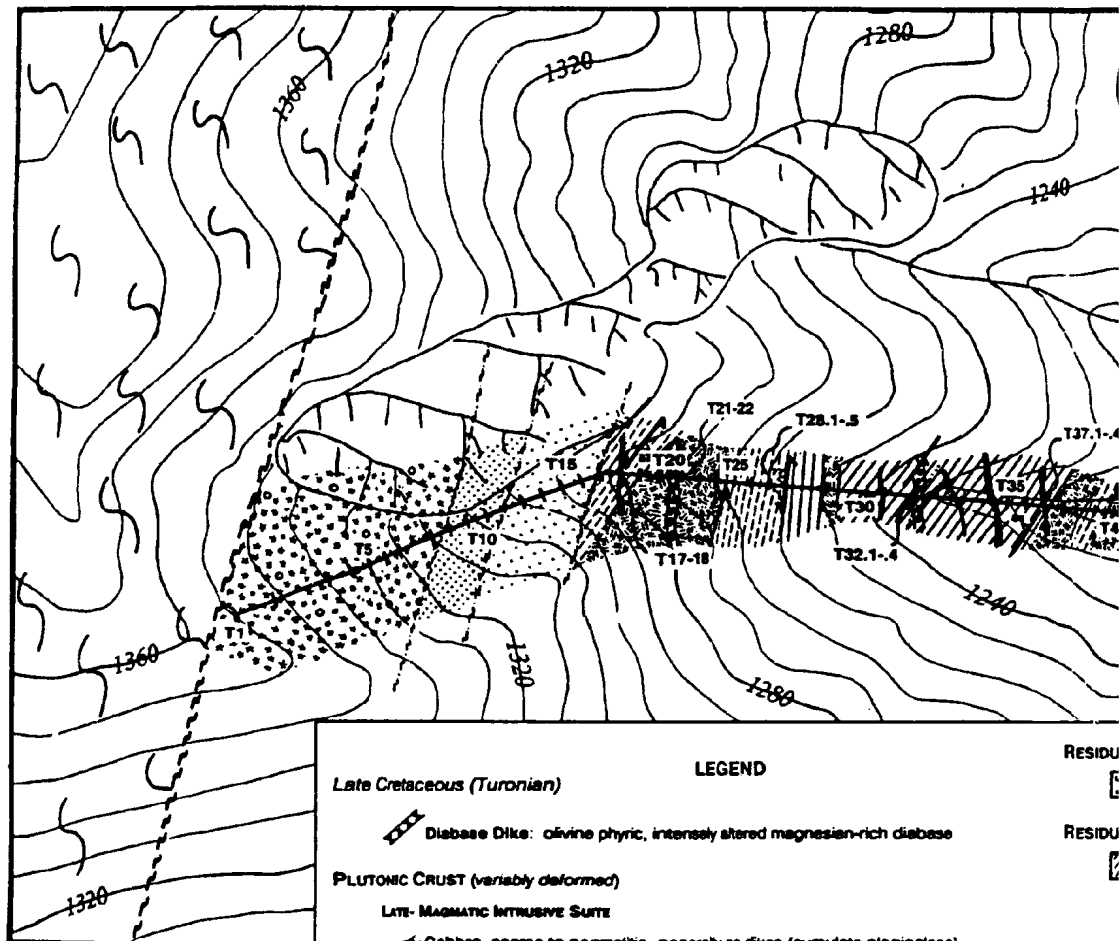 1280
1320
1360
1240
T21-22
T28.1-.5
T37.1-.4
T15
T20
T25
T35
T5
T10
T30
T17-18
T32.1-.4
T1
1240
1360
1320
1280
1320
LEGEND
RESIDU
Late Cretaceous (Turonian)
Diabase Dike: olivine phyric, intensely altered magnesian-rich diabase
RESIDU
PLUTONIC CRUST (variably deformed)
LATE-MAGMATIC INTRUSIVE SUITE